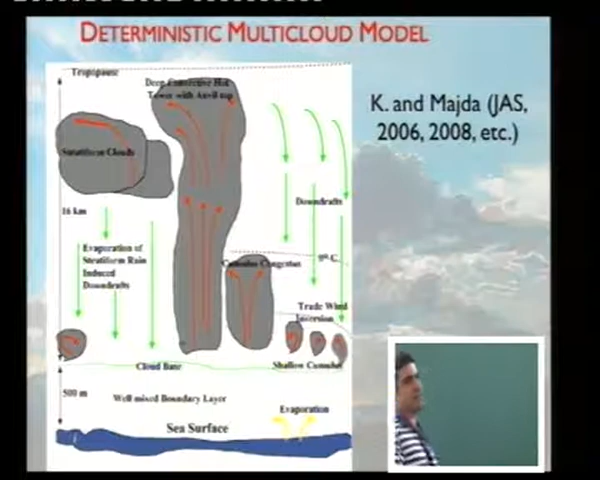 DETERMINISTIC MULTICLOUD MODEL
Tropopause
Deep Convective Hot
Tower with Anvil top
K. and Majda (JAS,
2006, 2008, etc.)
Stratiform Clouds
Downdrafts
16 km
Evaporation of
Stratiform Rain
Induced
Downdrafts
0° C
Cumulus Congestus
Trade Wind
Inversion
Cloud Base
Shallow Cumulus
500 m
Well mixed Boundary Layer
Evaporation
Sea Surface